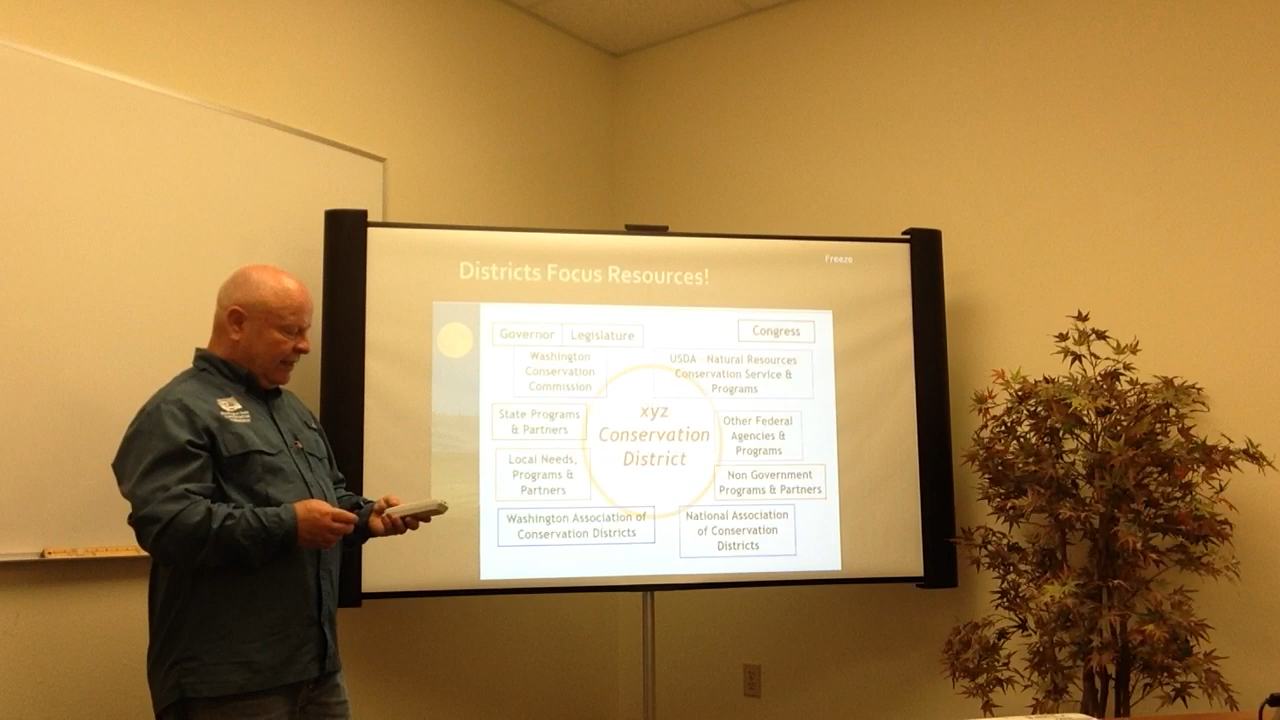 Freeze
Districts Focus Resources!
Governor
Legislature
Congress
Washington
Conservation
Commission
USDA Natural Resources
Conservation Service &
Programs
State Programs
& Partners
xyz
Conservation
District
Other Federal
Agencies &
Programs
Local Needs,
Programs &
Partners
Non Government
Programs & Partners
Washington Association of
Conservation Districts
National Association
of Conservation
Districts